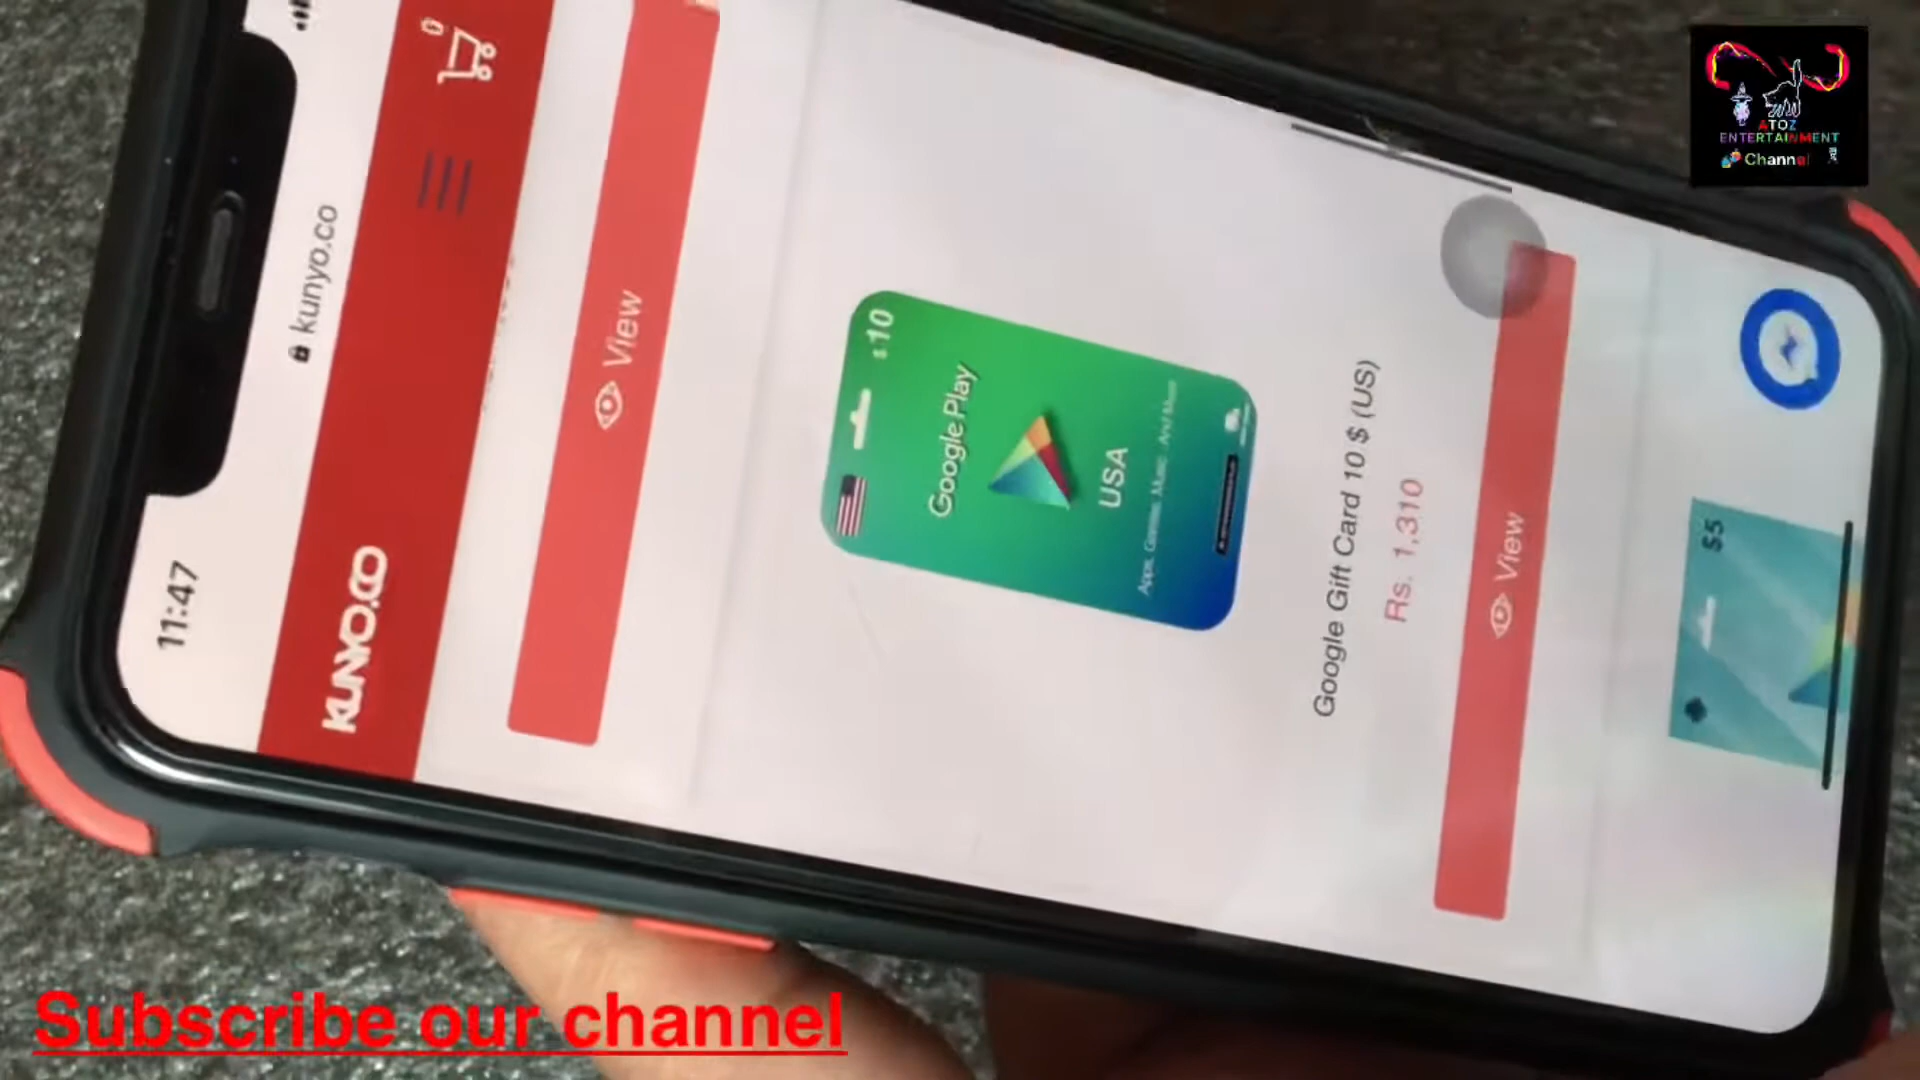 11:47
kunyo.co
KUNYO.CO
0
View
$10
Google Play
USA
Apps, Games, Music, And More
Google Gift Card 10 $ (US)
Rs. 1,310
View
$5
ATOZ
ENTERTAINMENT
Channel
Subscribe our channel